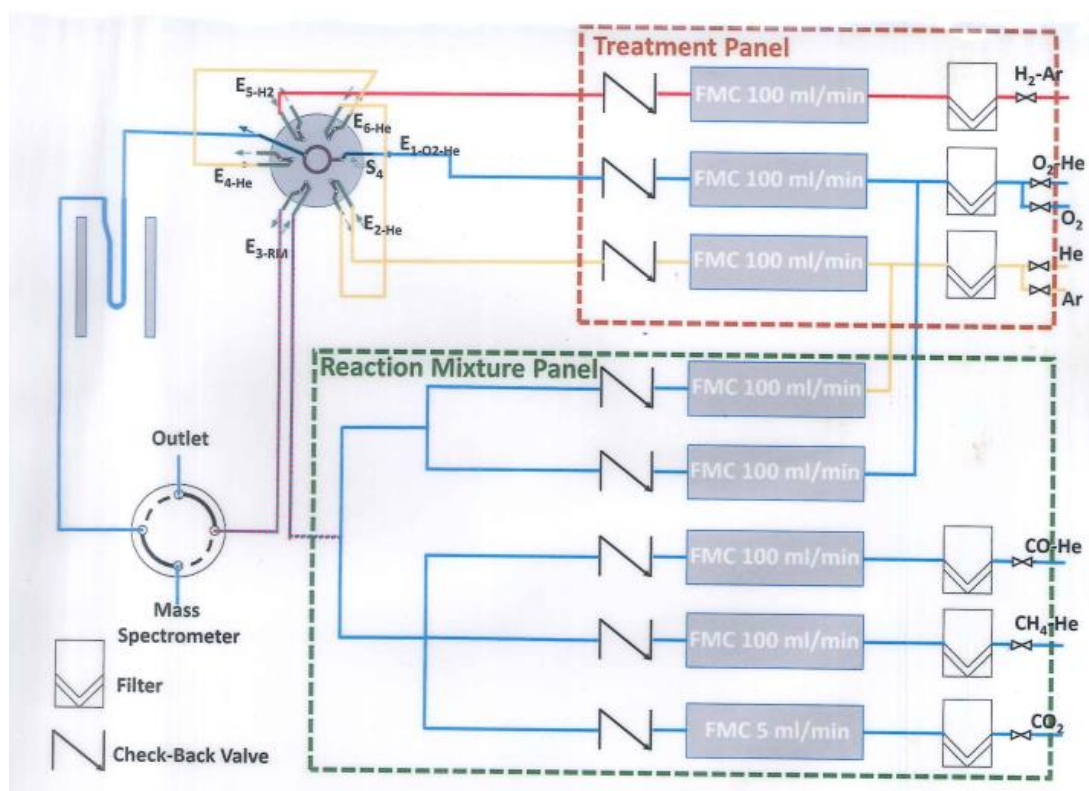 Treatment Panel
E5-H2
E6-He
E1-O2-He
S4
E4-He
E2-He
E3-RM
FMC 100 ml/min
H2-Ar
FMC 100 ml/min
O2-He
O2
FMC 100 ml/min
He
Ar
Reaction Mixture Panel
FMC 100 ml/min
FMC 100 ml/min
FMC 100 ml/min
CO-He
FMC 100 ml/min
CH4-He
FMC 5 ml/min
CO2
Outlet
Mass
Spectrometer
Filter
Check-Back Valve